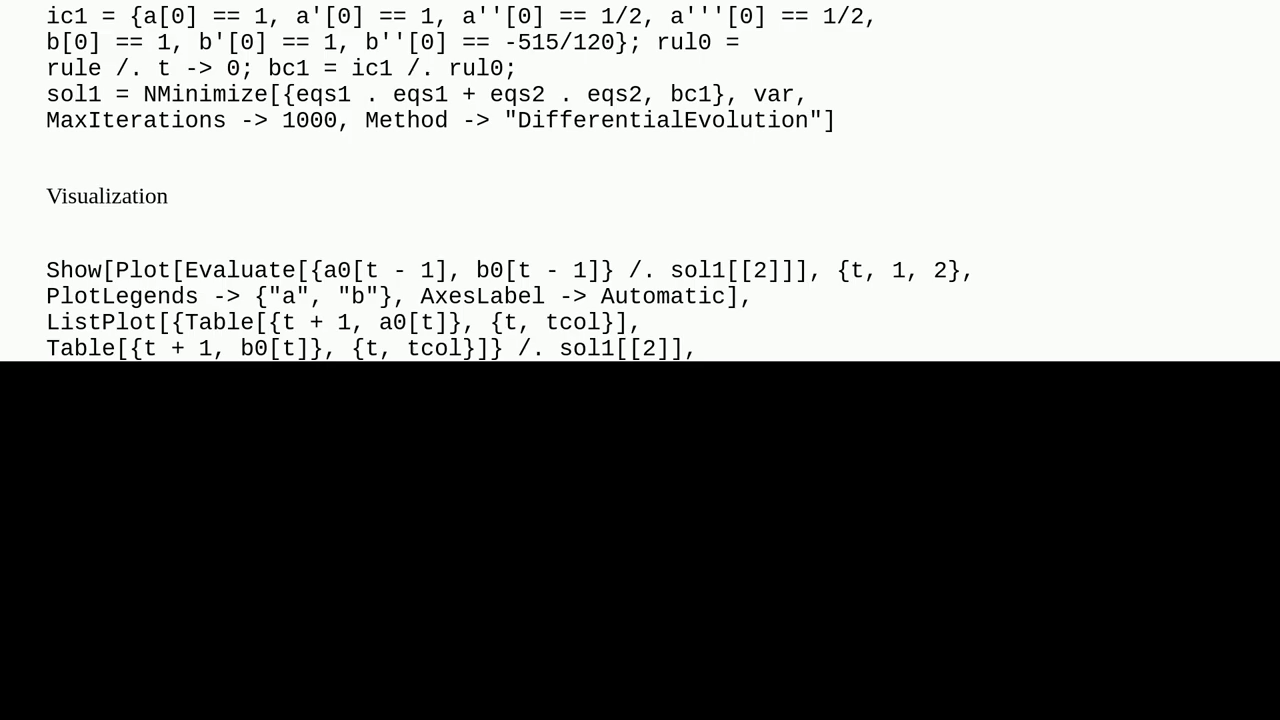 ic1 = {a[0] == 1, a'[0] == 1, a''[0] == 1/2, a'''[0] == 1/2,
b[0] == 1, b'[0] == 1, b''[0] == -515/120}; rul0 =
rule /. t -> 0; bc1 = ic1 /. rul0;
sol1 = NMinimize[{eqs1 . eqs1 + eqs2 . eqs2, bc1}, var,
MaxIterations -> 1000, Method -> "DifferentialEvolution"]
Visualization
Show[Plot[Evaluate[{a0[t - 1], b0[t - 1]} /. sol1[[2]]], {t, 1, 2},
PlotLegends -> {"a", "b"}, AxesLabel -> Automatic],
ListPlot[{Table[{t + 1, a0[t]}, {t, tcol}],
Table[{t + 1, b0[t]}, {t, tcol}]} /. sol1[[2]],